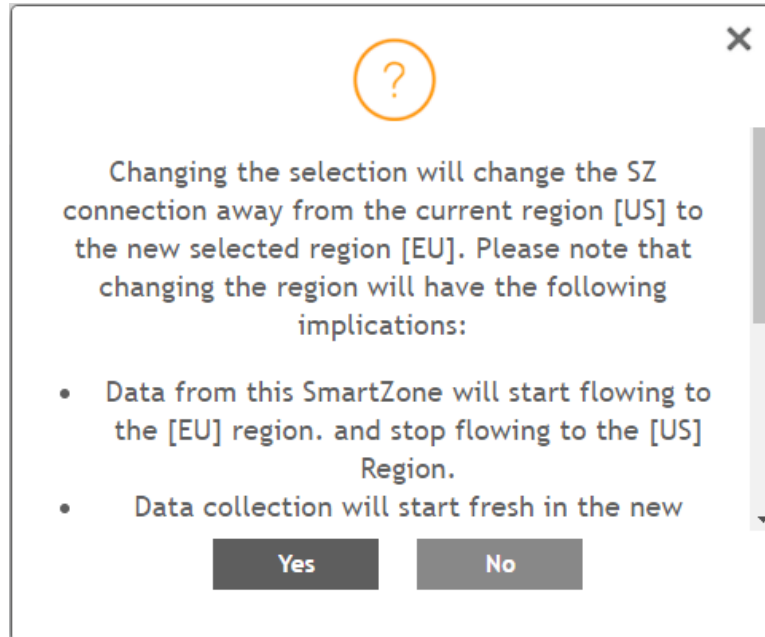 ?
Changing the selection will change the SZ
connection away from the current region [US] to
the new selected region [EU]. Please note that
changing the region will have the following
implications:
• Data from this SmartZone will start flowing to
the [EU] region. and stop flowing to the [US]
Region.
• Data collection will start fresh in the new
Yes No